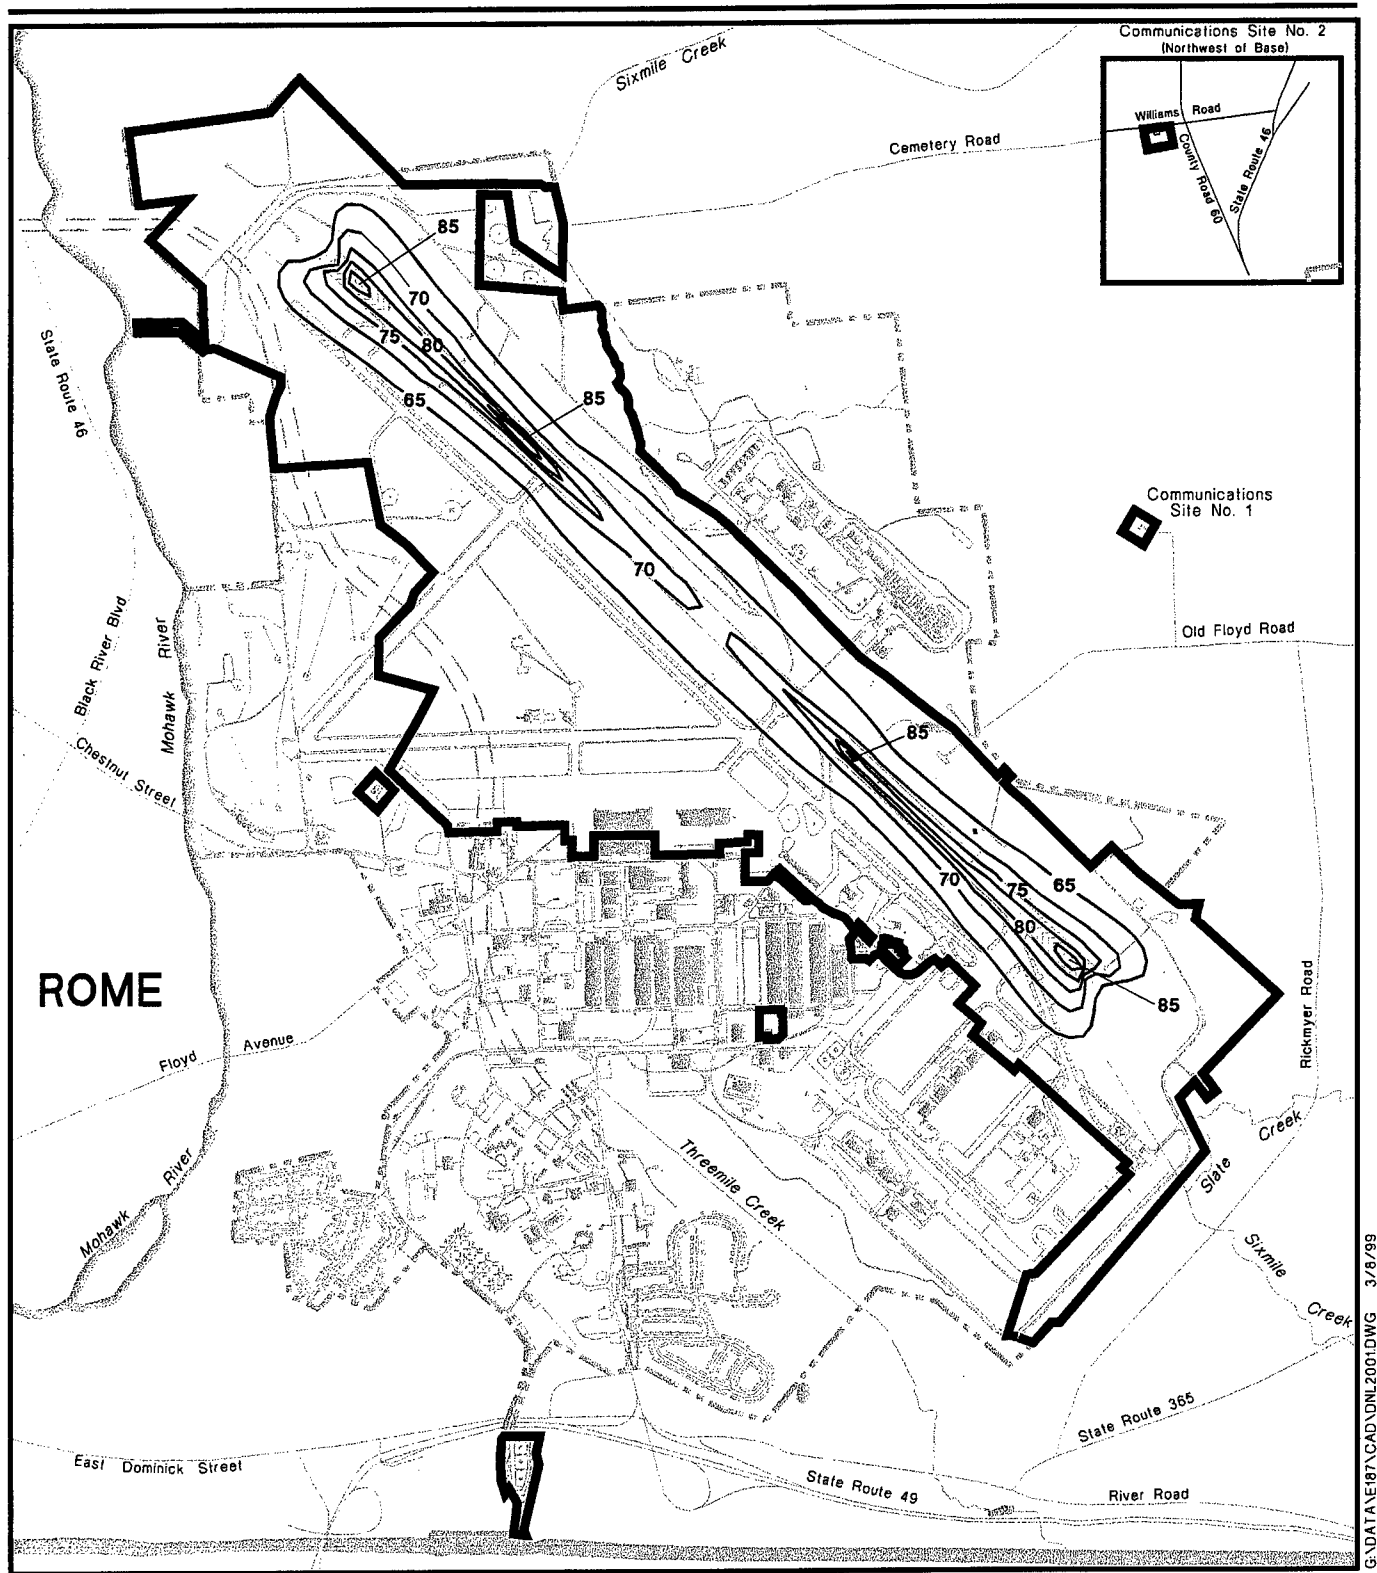 Communications Site No. 2
(Northwest of Base)
Williams Road
County Road 60
State Route 46
Sixmile Creek
Cemetery Road
85
70
75
80
65
85
State Route 46
Communications
Site No. 1
70
Old Floyd Road
Black River Blvd
Mohawk River
Chestnut Street
85
70
75
65
80
85
ROME
Rickmyer Road
Floyd Avenue
Threemile Creek
Slate Creek
Mohawk River
Sixmile Creek
State Route 365
East Dominick Street
State Route 49
River Road
G:\DATA\E187\CAD\DNL2001.DWG 3/8/99